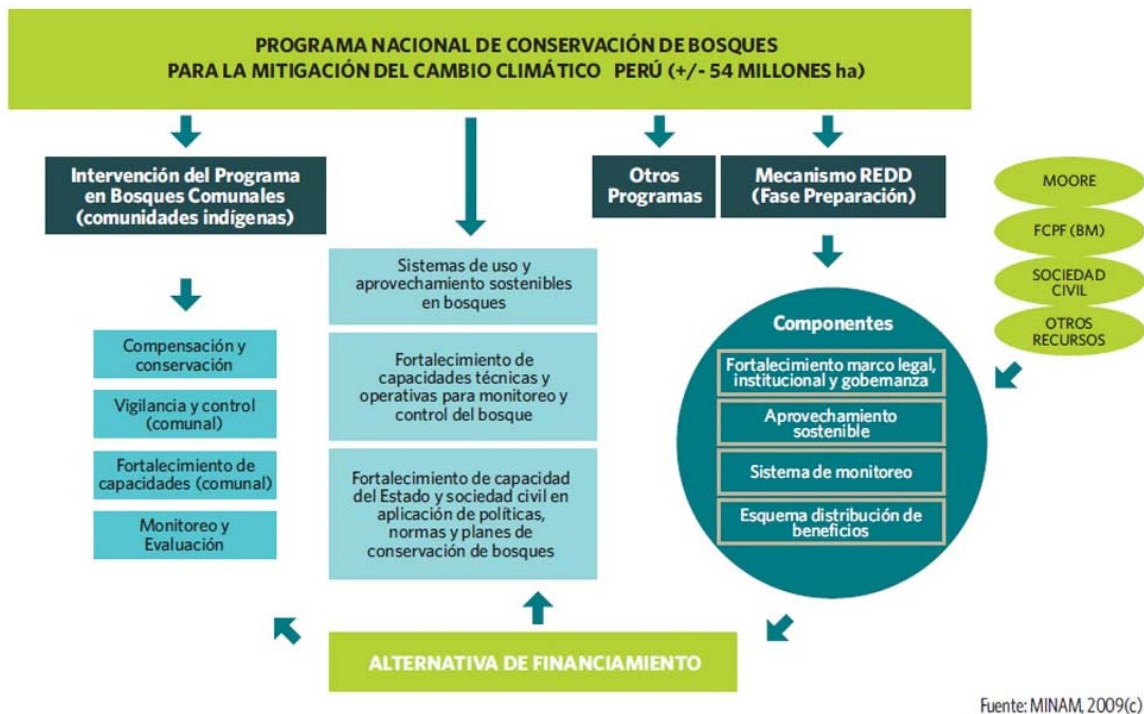 PROGRAMA NACIONAL DE CONSERVACIÓN DE BOSQUES
PARA LA MITIGACIÓN DEL CAMBIO CLIMÁTICO PERÚ (+/- 54 MILLONES ha)
Intervención del Programa
en Bosques Comunales
(comunidades indígenas)
Compensación y
conservación
Vigilancia y control
(comunal)
Fortalecimiento de
capacidades (comunal)
Monitoreo y
Evaluación
Sistemas de uso y
aprovechamiento sostenibles
en bosques
Fortalecimiento de
capacidades técnicas y
operativas para monitoreo y
control del bosque
Fortalecimiento de capacidad
del Estado y sociedad civil en
aplicación de políticas,
normas y planes de
conservación de bosques
Otros
Programas
Mecanismo REDD
(Fase Preparación)
Componentes
Fortalecimiento marco legal,
institucional y gobernanza
Aprovechamiento
sostenible
Sistema de monitoreo
Esquema distribución de
beneficios
MOORE
FCPF (BM)
SOCIEDAD
CIVIL
OTROS
RECURSOS
ALTERNATIVA DE FINANCIAMIENTO
Fuente: MINAM, 2009(c)